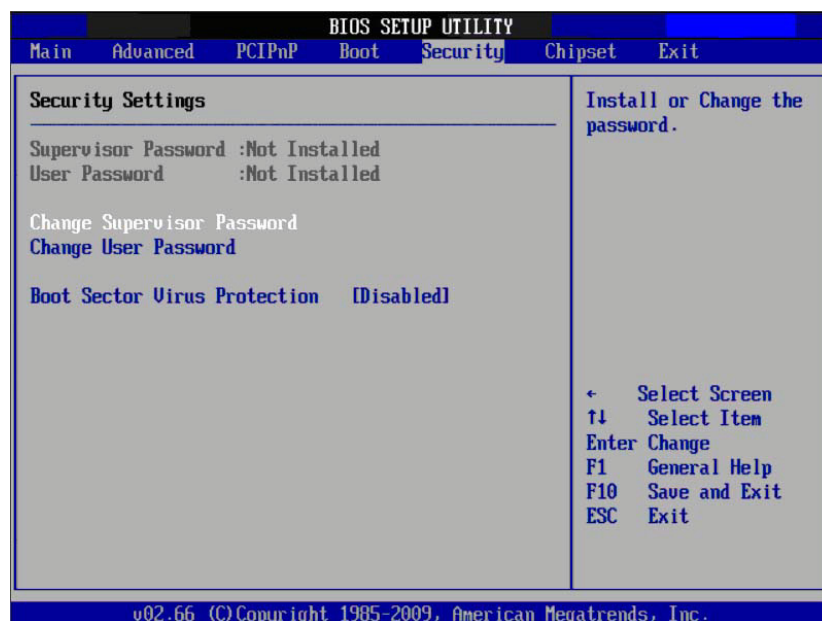 BIOS SETUP UTILITY
Main Advanced PCIPnP Boot Security Chipset Exit
Security Settings
Supervisor Password :Not Installed
User Password :Not Installed
Change Supervisor Password
Change User Password
Boot Sector Virus Protection [Disabled]
Install or Change the
password.
← Select Screen
↑↓ Select Item
Enter Change
F1 General Help
F10 Save and Exit
ESC Exit
v02.66 (C)Copyright 1985-2009, American Megatrends, Inc.